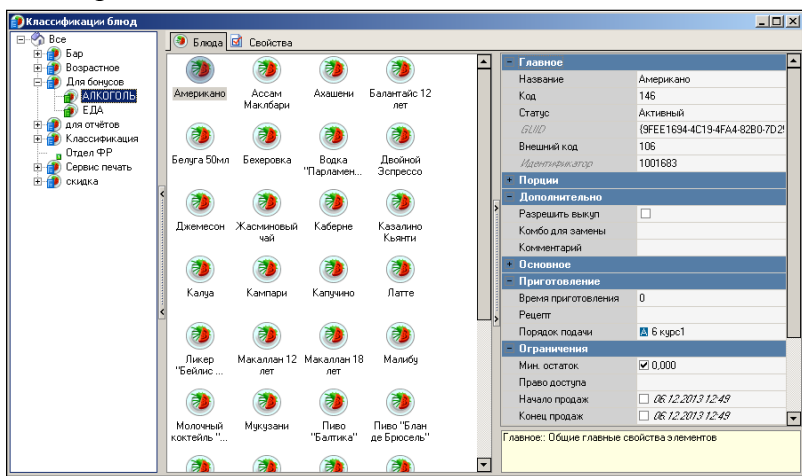 Классификации блюд
Все
Бар
Возрастное
Для бонусов
АЛКОГОЛЬ
ЕДА
для отчётов
Классификация
Отдел ФР
Сервис печать
скидка
Блюда Свойства
Американо Ассам Ахашени Балантайс 12
Маклбари лет
Белуга 50мл Бехеровка Водка Двойной
"Парламен... Эспрессо
Джемесон Жасминовый Каберне Казалино
чай Кьянти
Калуа Кампари Капучино Латте
Ликер Макаллан 12 Макаллан 18 Малибу
"Бейлис ... лет лет
Молочный Мукузани Пиво Пиво "Блан
коктейль "... "Балтика" де Брюсель"
Главное
Название Американо
Код 146
Статус Активный
GUID {9FEE1694-4C19-4FA4-82B0-7D2
Внешний код 106
Идентификатор 1001683
Порции
Дополнительно
Разрешить выкуп
Комбо для замены
Комментарий
Основное
Приготовление
Время приготовления 0
Рецепт
Порядок подачи 6 курс1
Ограничения
Мин. остаток 0,000
Право доступа
Начало продаж 06.12.2013 12:49
Конец продаж 06.12.2013 12:49
Главное:: Общие главные свойства элементов